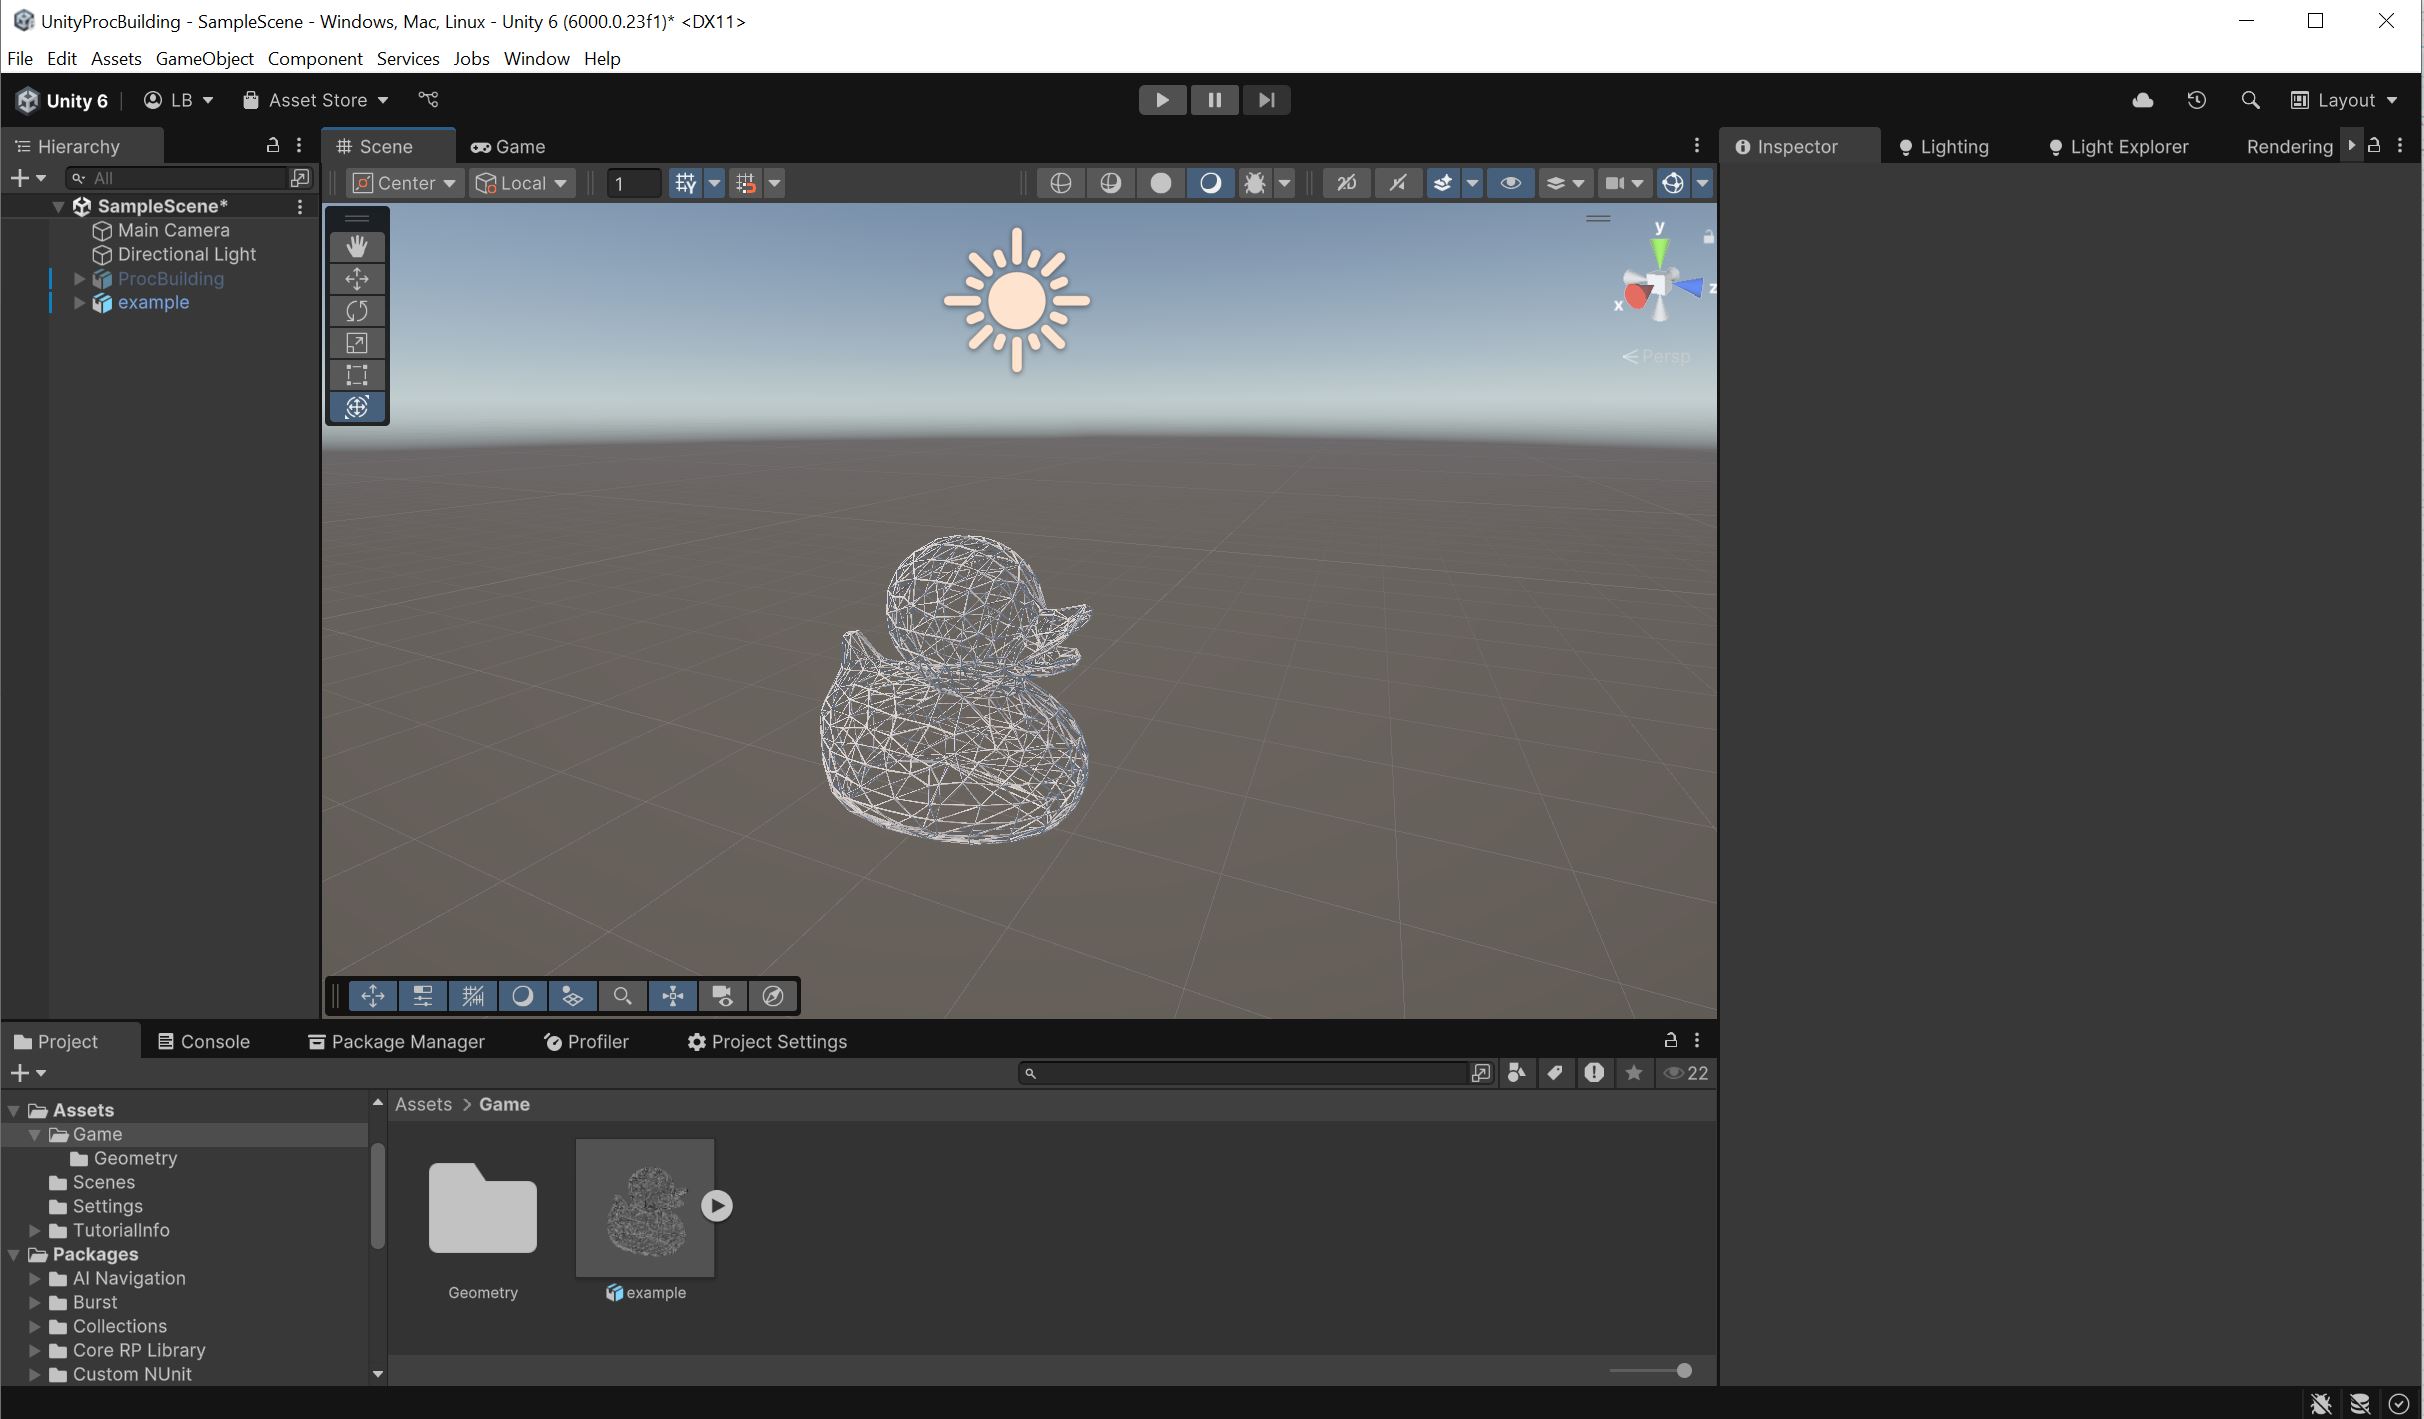 UnityProcBuilding - SampleScene - Windows, Mac, Linux - Unity 6 (6000.0.23f1)* <DX11>
File Edit Assets GameObject Component Services Jobs Window Help
Unity 6 LB Asset Store Layout
Hierarchy
All
SampleScene*
Main Camera
Directional Light
ProcBuilding
example
Scene Game
Center Local 1 2D
y
x
z
Persp
Inspector Lighting Light Explorer Rendering
Project Console Package Manager Profiler Project Settings
22
Assets
Game
Geometry
Scenes
Settings
TutorialInfo
Packages
AI Navigation
Burst
Collections
Core RP Library
Custom NUnit
Assets > Game
Geometry
example